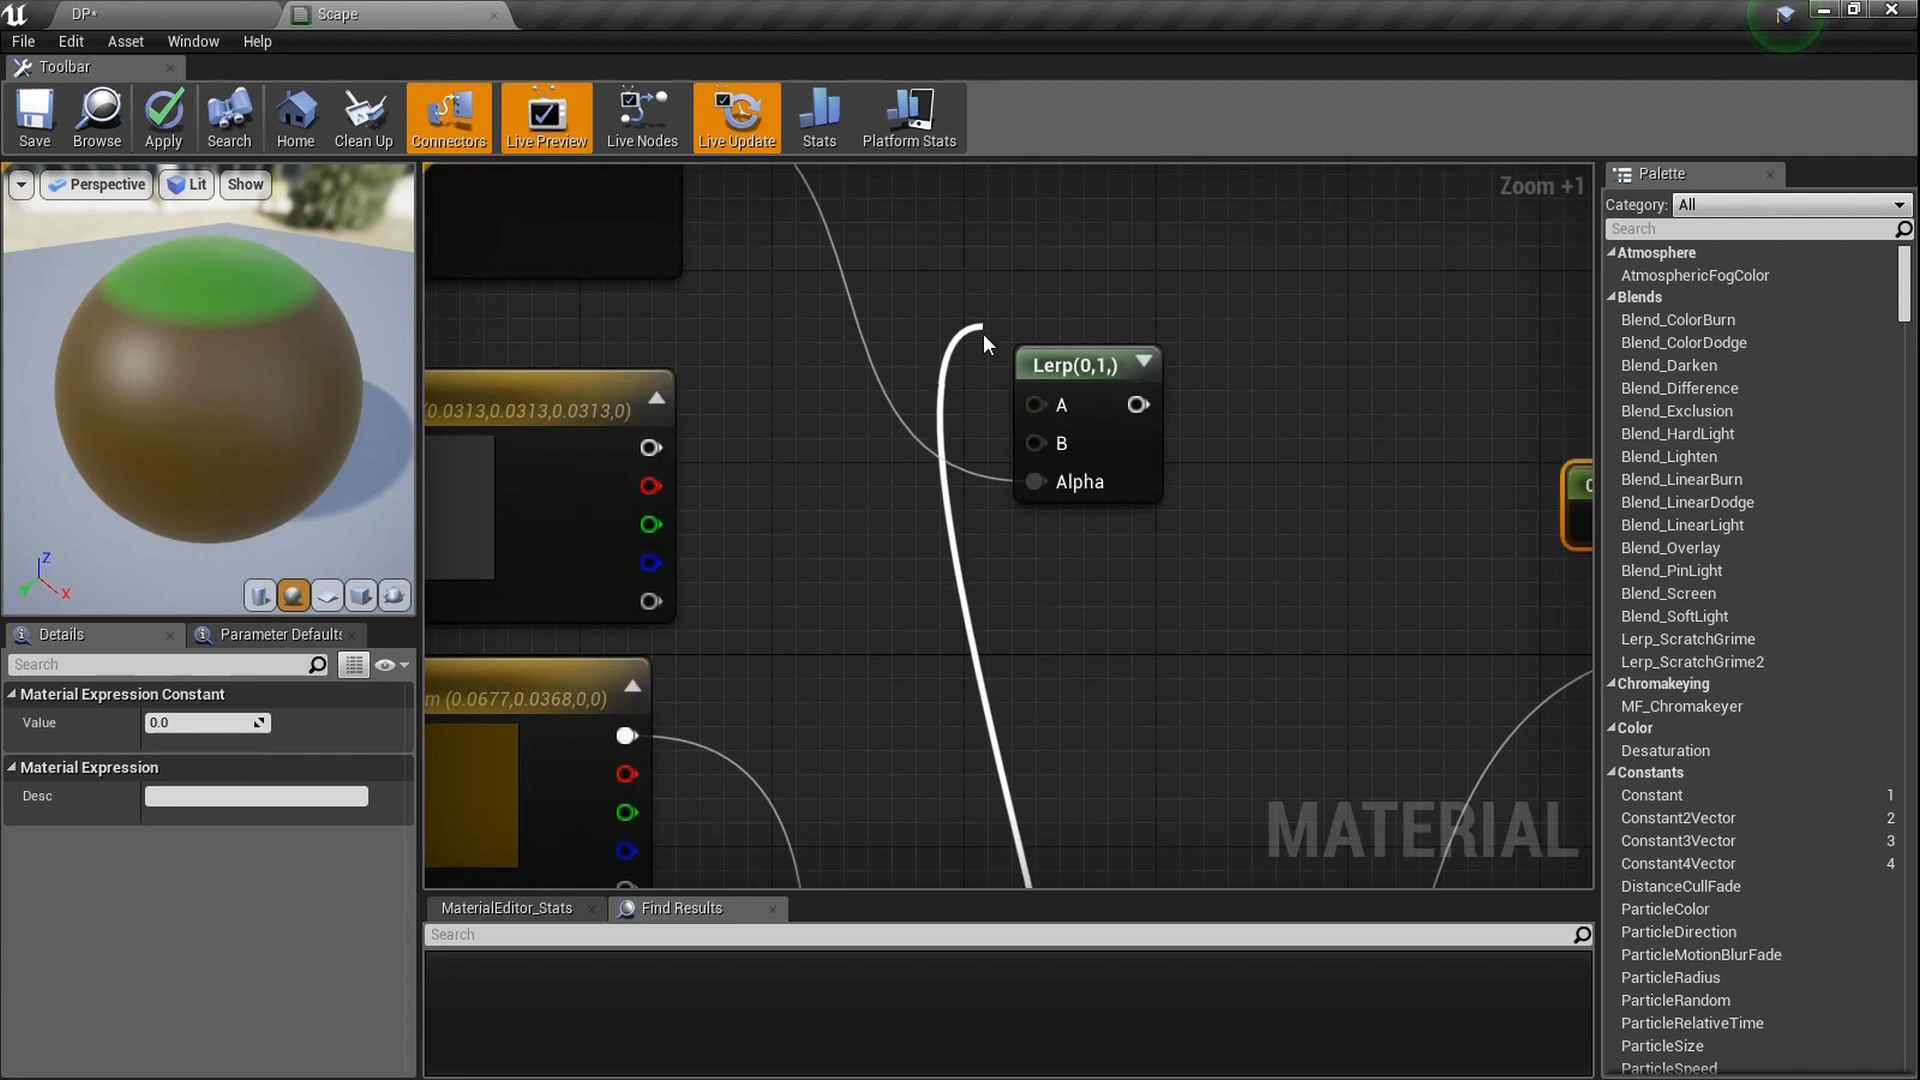 DP*
Scape
File Edit Asset Window Help
Toolbar
Save Browse Apply Search Home Clean Up Connectors Live Preview Live Nodes Live Update Stats Platform Stats
Perspective Lit Show
Z
X
Zoom +1
Lerp(0,1,)
A
B
Alpha
(0.0313,0.0313,0.0313,0)
m (0.0677,0.0368,0,0)
MATERIAL
Details
Parameter Defaults
Search
Material Expression Constant
Value 0.0
Material Expression
Desc
MaterialEditor_Stats
Find Results
Search
Palette
Category: All
Search
Atmosphere
AtmosphericFogColor
Blends
Blend_ColorBurn
Blend_ColorDodge
Blend_Darken
Blend_Difference
Blend_Exclusion
Blend_HardLight
Blend_Lighten
Blend_LinearBurn
Blend_LinearDodge
Blend_LinearLight
Blend_Overlay
Blend_PinLight
Blend_Screen
Blend_SoftLight
Lerp_ScratchGrime
Lerp_ScratchGrime2
Chromakeying
MF_Chromakeyer
Color
Desaturation
Constants
Constant 1
Constant2Vector 2
Constant3Vector 3
Constant4Vector 4
DistanceCullFade
ParticleColor
ParticleDirection
ParticleMotionBlurFade
ParticleRadius
ParticleRandom
ParticleRelativeTime
ParticleSize
ParticleSpeed